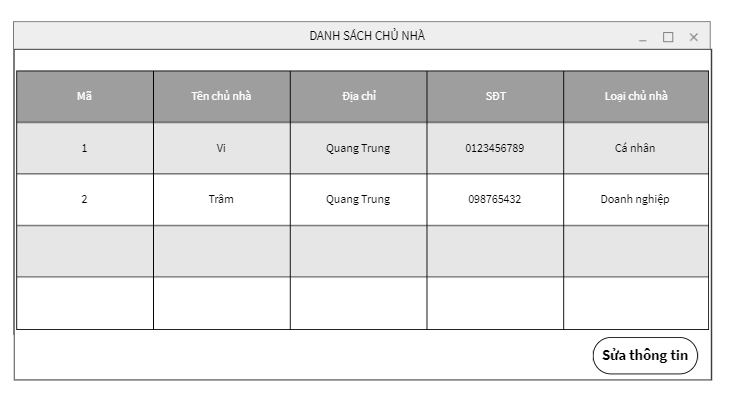 DANH SÁCH CHỦ NHÀ
Mã Tên chủ nhà Địa chỉ SĐT Loại chủ nhà
1 Vi Quang Trung 0123456789 Cá nhân
2 Trâm Quang Trung 098765432 Doanh nghiệp
Sửa thông tin